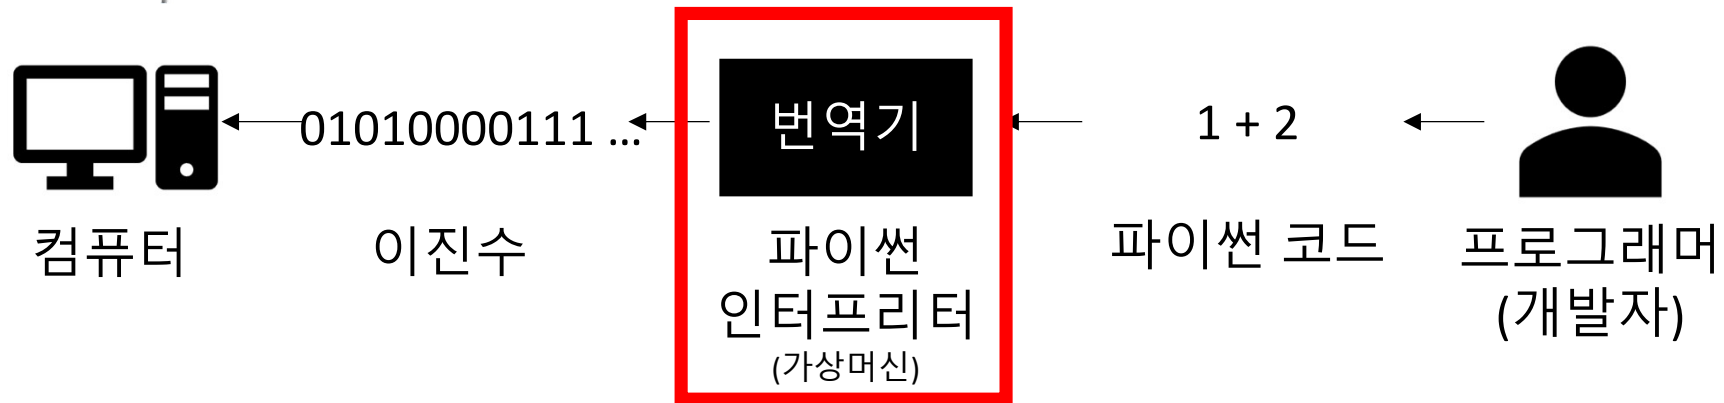 01010000111 ...
번역기
1 + 2
컴퓨터
이진수
파이썬
인터프리터
(가상머신)
파이썬 코드
프로그래머
(개발자)